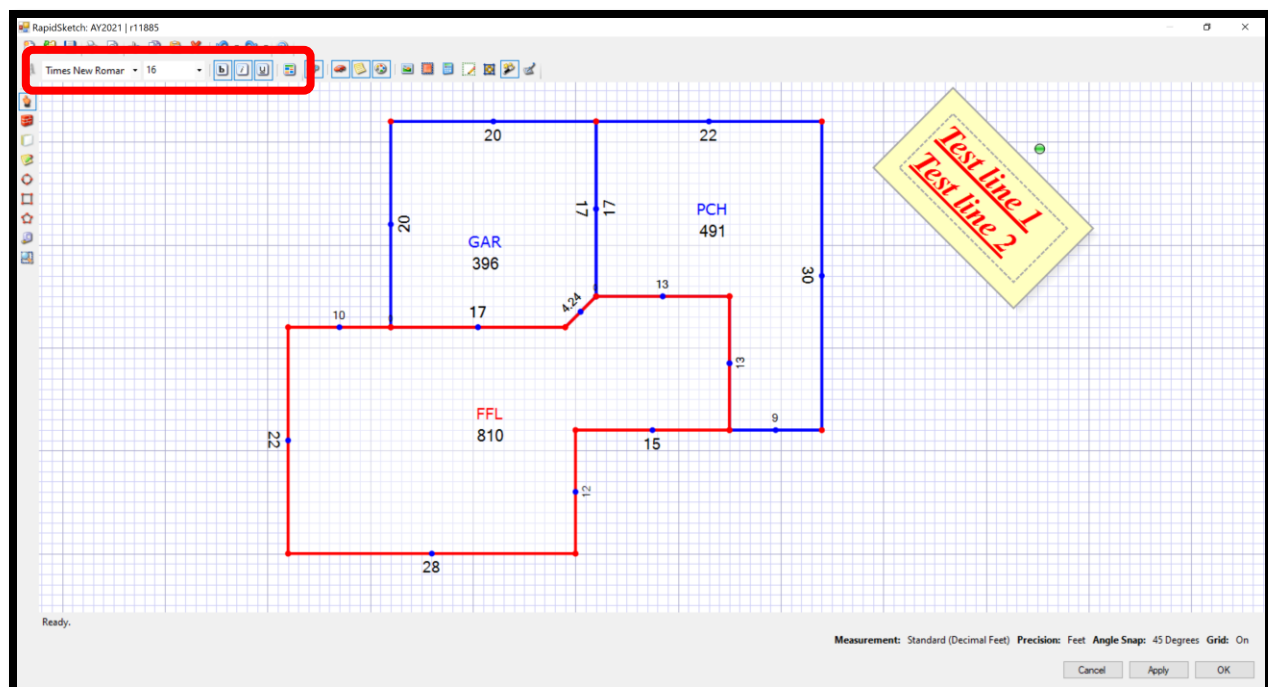 RapidSketch: AY2021 | r11885
Times New Romar 16 b i u
20 22
20
17 17
PCH
491
GAR
396
30
4.24
13
10
17
13
FFL
810
9
22
15
12
28
Test line 1
Test line 2
Ready.
Measurement: Standard (Decimal Feet) Precision: Feet Angle Snap: 45 Degrees Grid: On
Cancel Apply OK